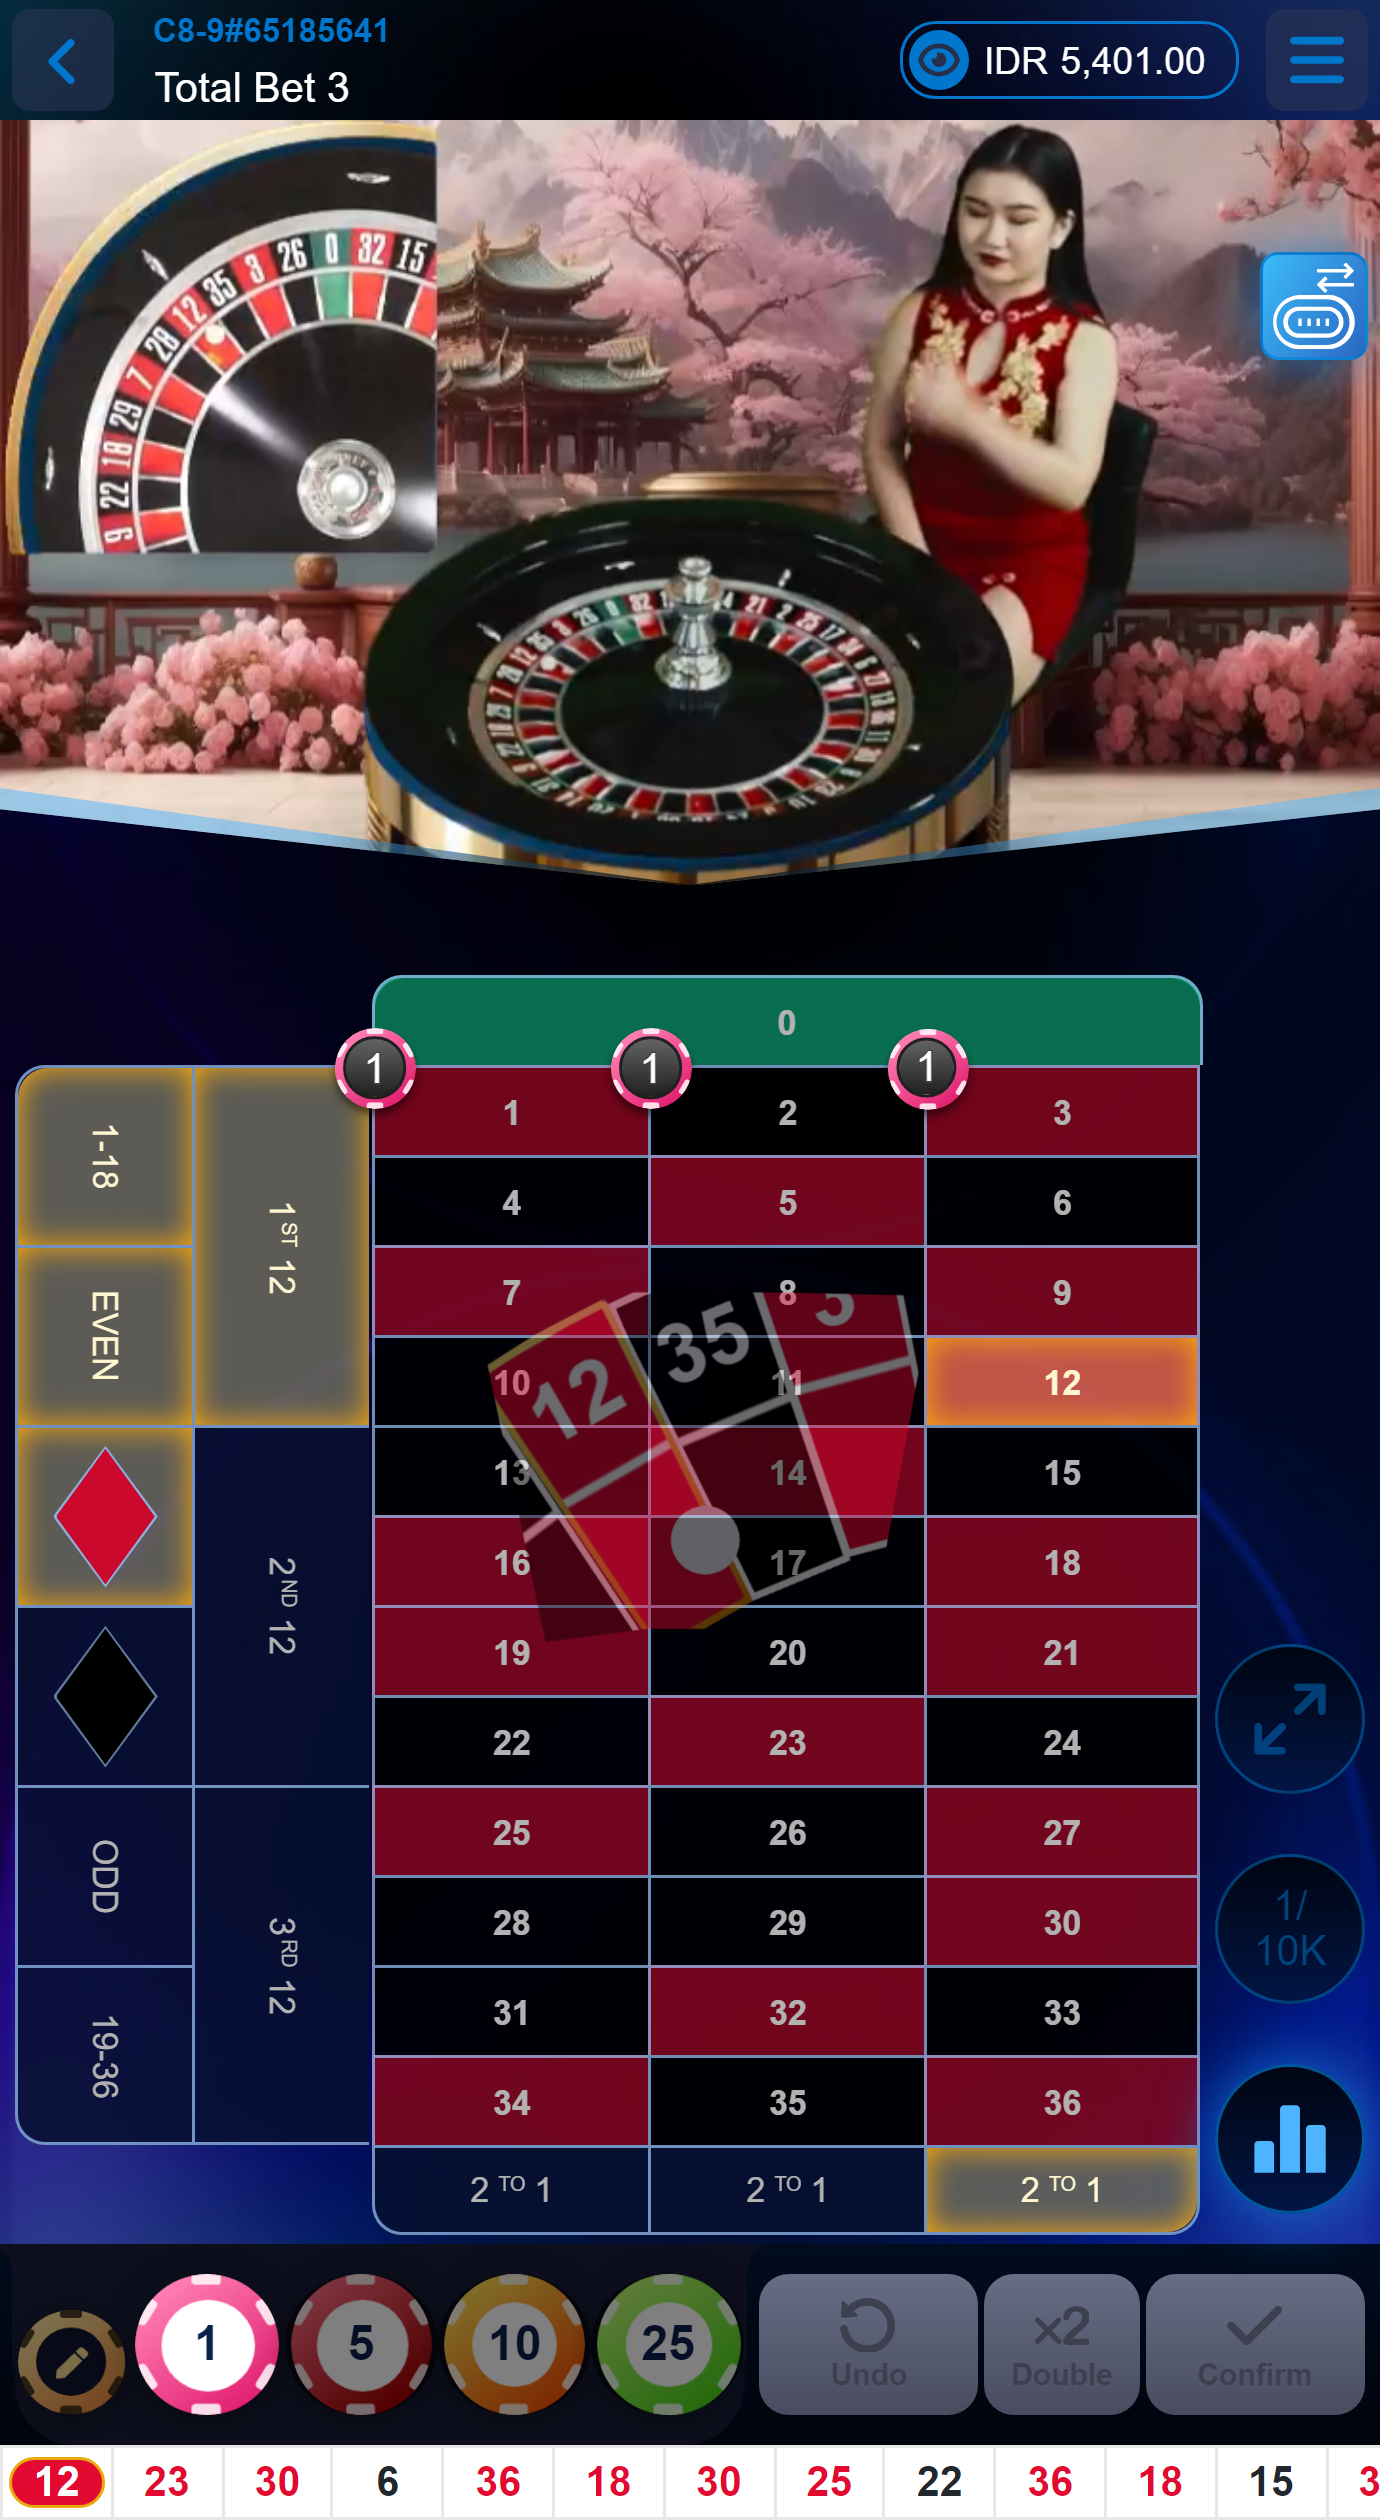 C8-9#65185641
Total Bet 3
IDR 5,401.00
9 22 18 29 7 28 12 35 3 26 0 32 15
0
1 1 1
1 2 3
4 5 6
7 8 9
10 11 12
13 14 15
16 17 18
19 20 21
22 23 24
25 26 27
28 29 30
31 32 33
34 35 36
2 TO 1 2 TO 1 2 TO 1
1-18
EVEN
ODD
19-36
1ST 12
2ND 12
3RD 12
12 35 3
1/
10K
1 5 10 25
Undo
x2
Double
Confirm
12 23 30 6 36 18 30 25 22 36 18 15 3